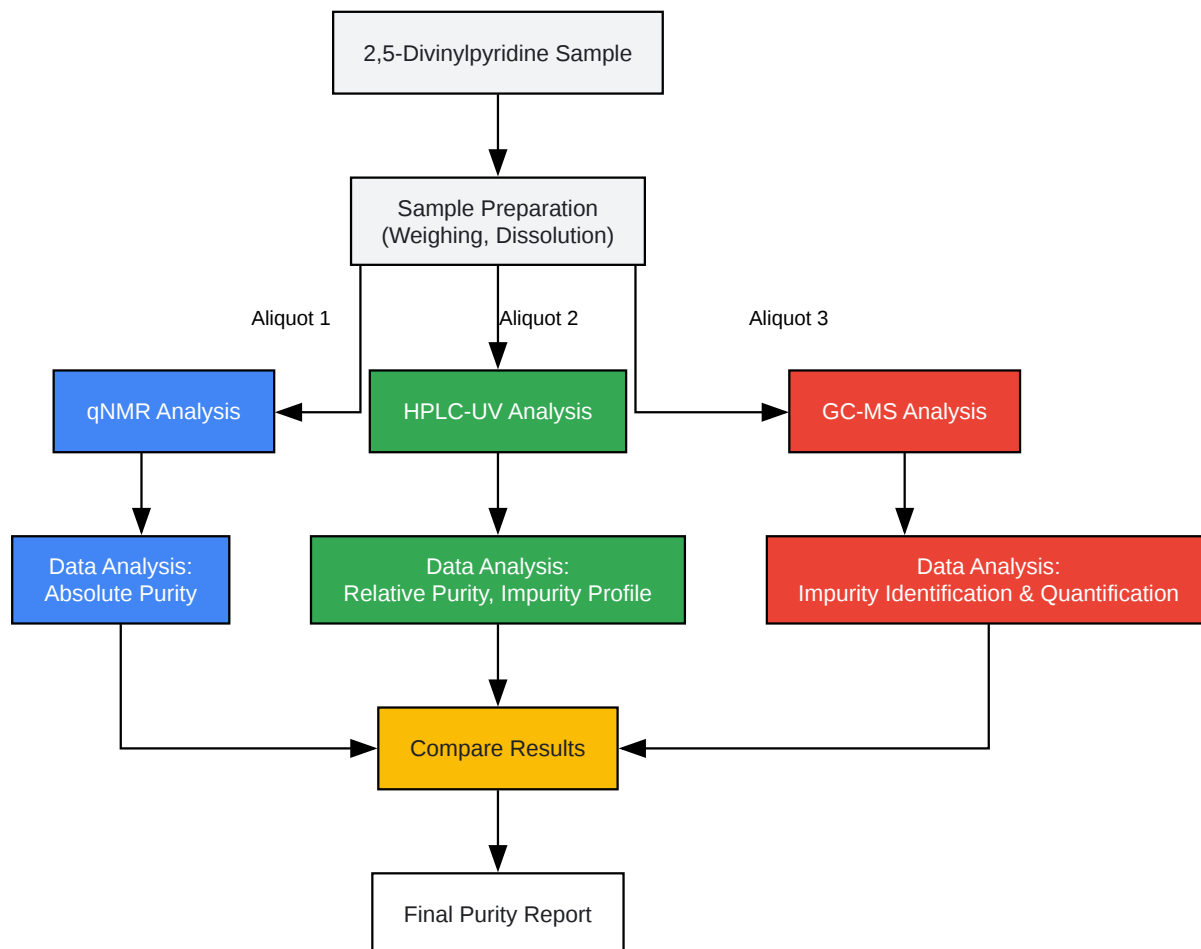 2,5-Divinylpyridine Sample
Sample Preparation
(Weighing, Dissolution)
Aliquot 1
Aliquot 2
Aliquot 3
qNMR Analysis
HPLC-UV Analysis
GC-MS Analysis
Data Analysis:
Absolute Purity
Data Analysis:
Relative Purity, Impurity Profile
Data Analysis:
Impurity Identification & Quantification
Compare Results
Final Purity Report